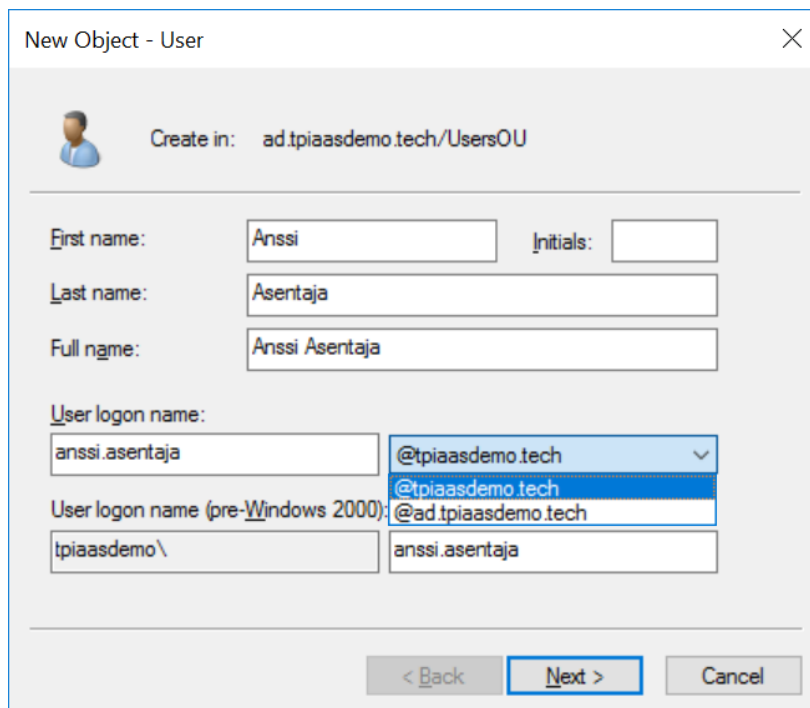 New Object - User
Create in: ad.tpiaasdemo.tech/UsersOU
First name: Anssi Initials:
Last name: Asentaja
Full name: Anssi Asentaja
User logon name:
anssi.asentaja @tpiaasdemo.tech
@tpiaasdemo.tech
User logon name (pre-Windows 2000): @ad.tpiaasdemo.tech
tpiaasdemo\ anssi.asentaja
< Back Next > Cancel